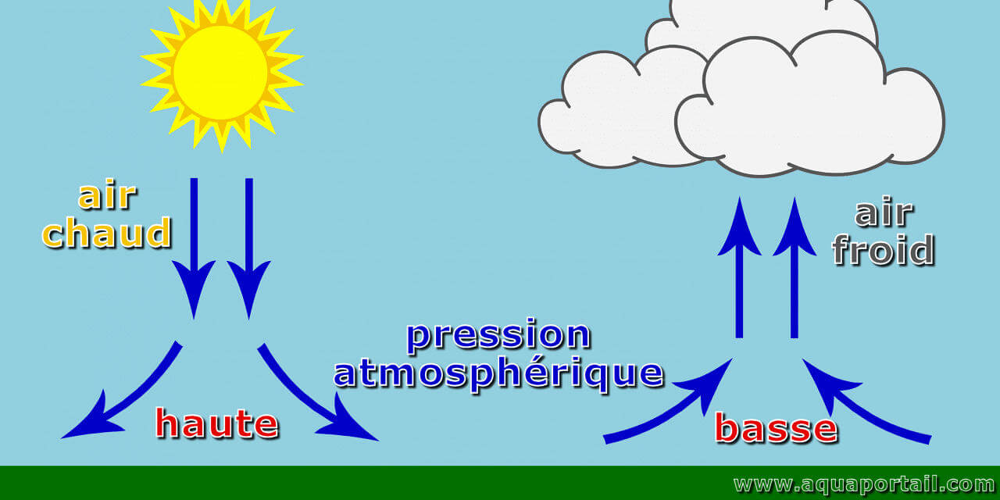 air
chaud
air
froid
pression
atmosphérique
haute
basse
www.aquaportail.com